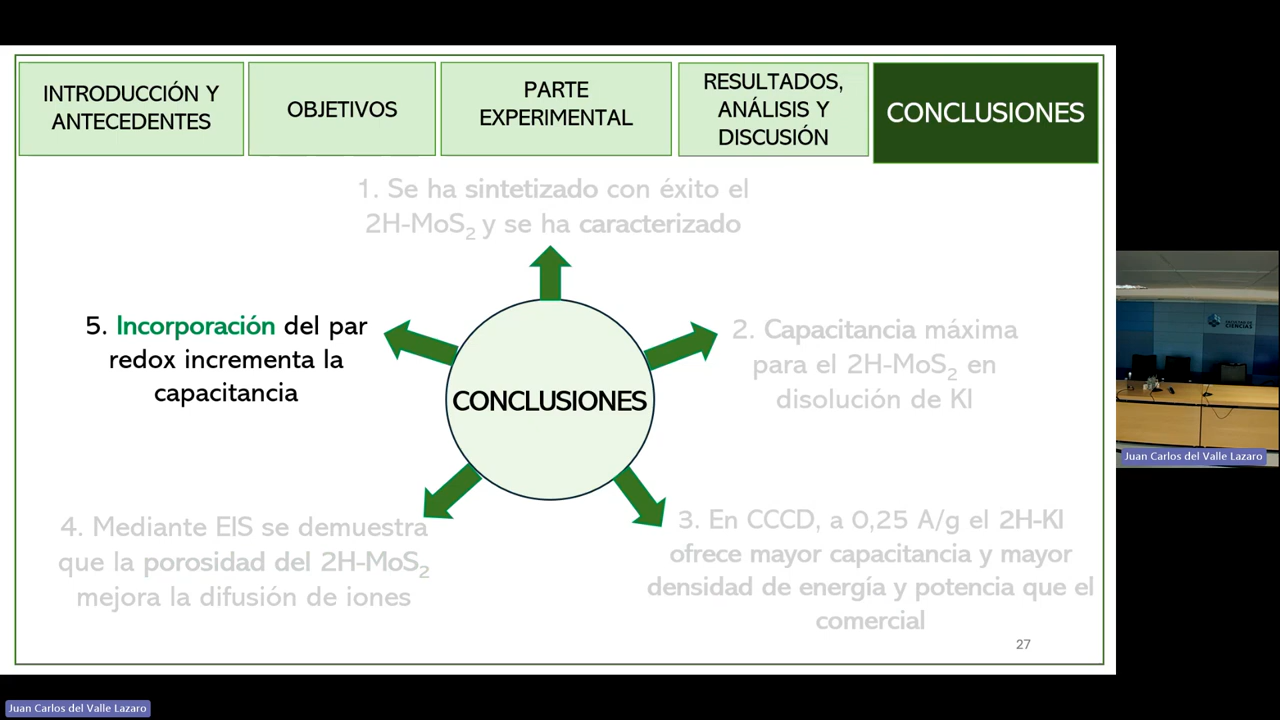 INTRODUCCIÓN Y
ANTECEDENTES
OBJETIVOS
PARTE
EXPERIMENTAL
RESULTADOS,
ANÁLISIS Y
DISCUSIÓN
CONCLUSIONES
1. Se ha sintetizado con éxito el
2H-MoS2 y se ha caracterizado
5. Incorporación del par
redox incrementa la
capacitancia
2. Capacitancia máxima
para el 2H-MoS2 en
disolución de KI
CONCLUSIONES
4. Mediante EIS se demuestra
que la porosidad del 2H-MoS2
mejora la difusión de iones
3. En CCCD, a 0,25 A/g el 2H-KI
ofrece mayor capacitancia y mayor
densidad de energía y potencia que el
comercial
27
CIENCIAS
Juan Carlos del Valle Lazaro
Juan Carlos del Valle Lazaro